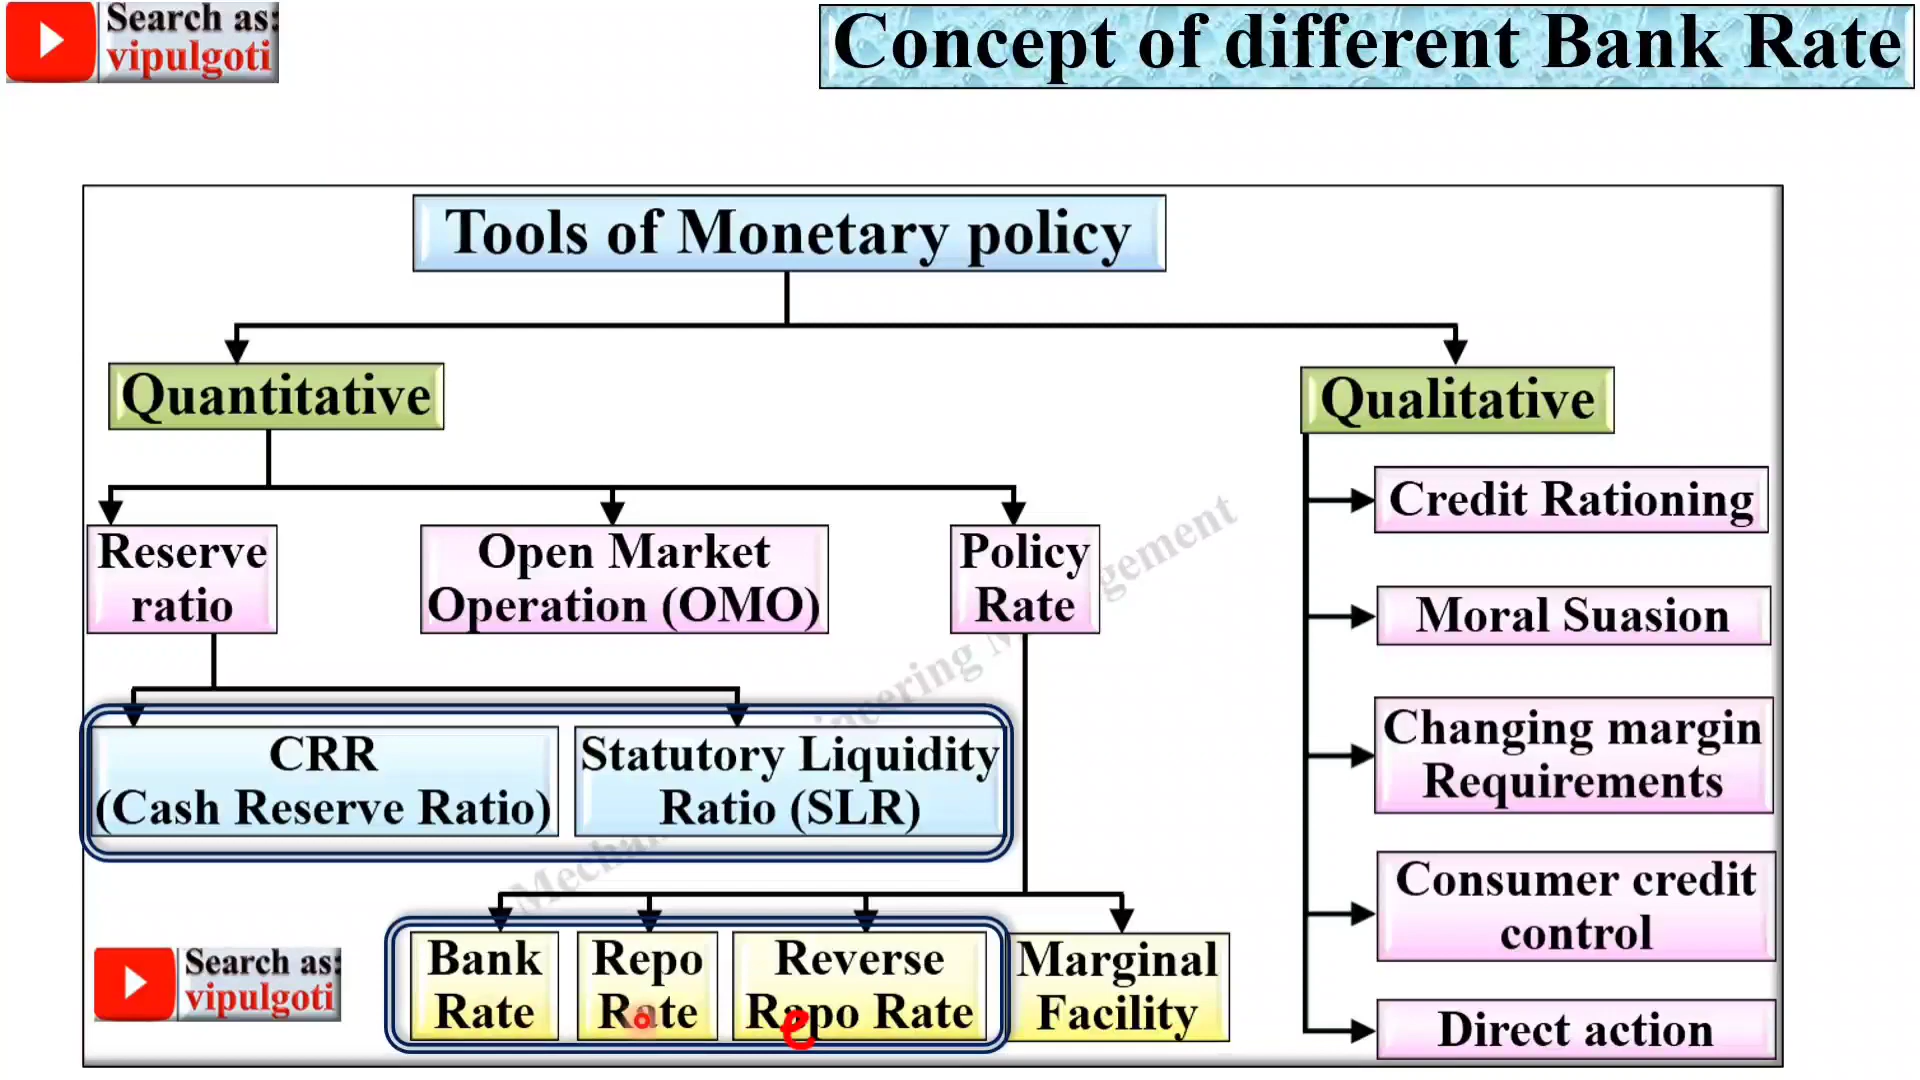 Search as:
vipulgoti
Concept of different Bank Rate
Tools of Monetary policy
Quantitative
Qualitative
Reserve
ratio
Open Market
Operation (OMO)
Policy
Rate
CRR
(Cash Reserve Ratio)
Statutory Liquidity
Ratio (SLR)
Bank
Rate
Repo
Rate
Reverse
Rapo Rate
e
Marginal
Facility
Credit Rationing
Moral Suasion
Changing margin
Requirements
Consumer credit
control
Direct action
Search as:
vipulgoti